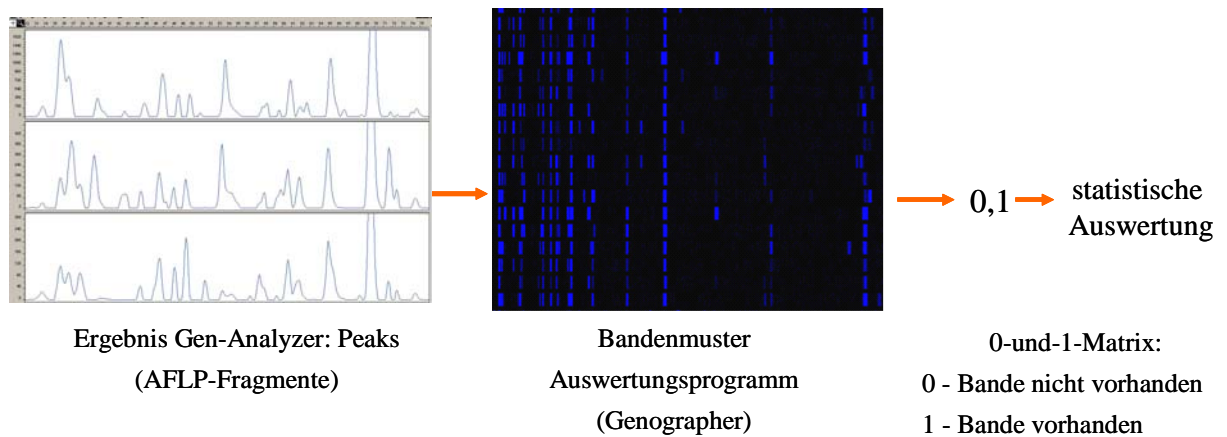 0,1
statistische
Auswertung
Ergebnis Gen-Analyzer: Peaks
(AFLP-Fragmente)
Bandenmuster
Auswertungsprogramm
(Genographer)
0-und-1-Matrix:
0 - Bande nicht vorhanden
1 - Bande vorhanden